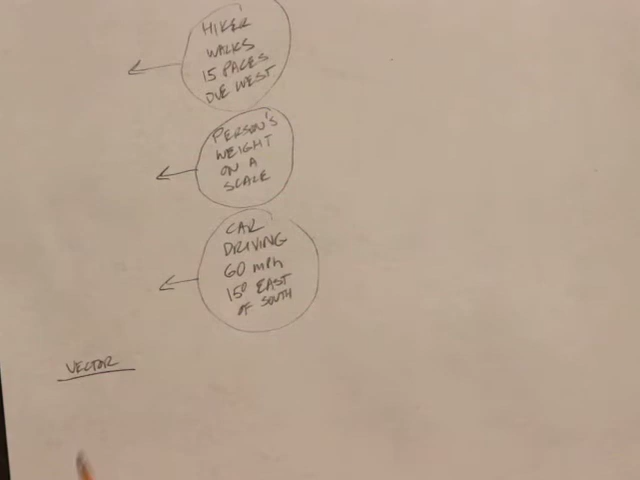 HIKER
WALKS
15 PACES
DUE WEST
PERSON'S
WEIGHT
ON A
SCALE
CAR
DRIVING
60 mph
15° EAST
OF SOUTH
VECTOR